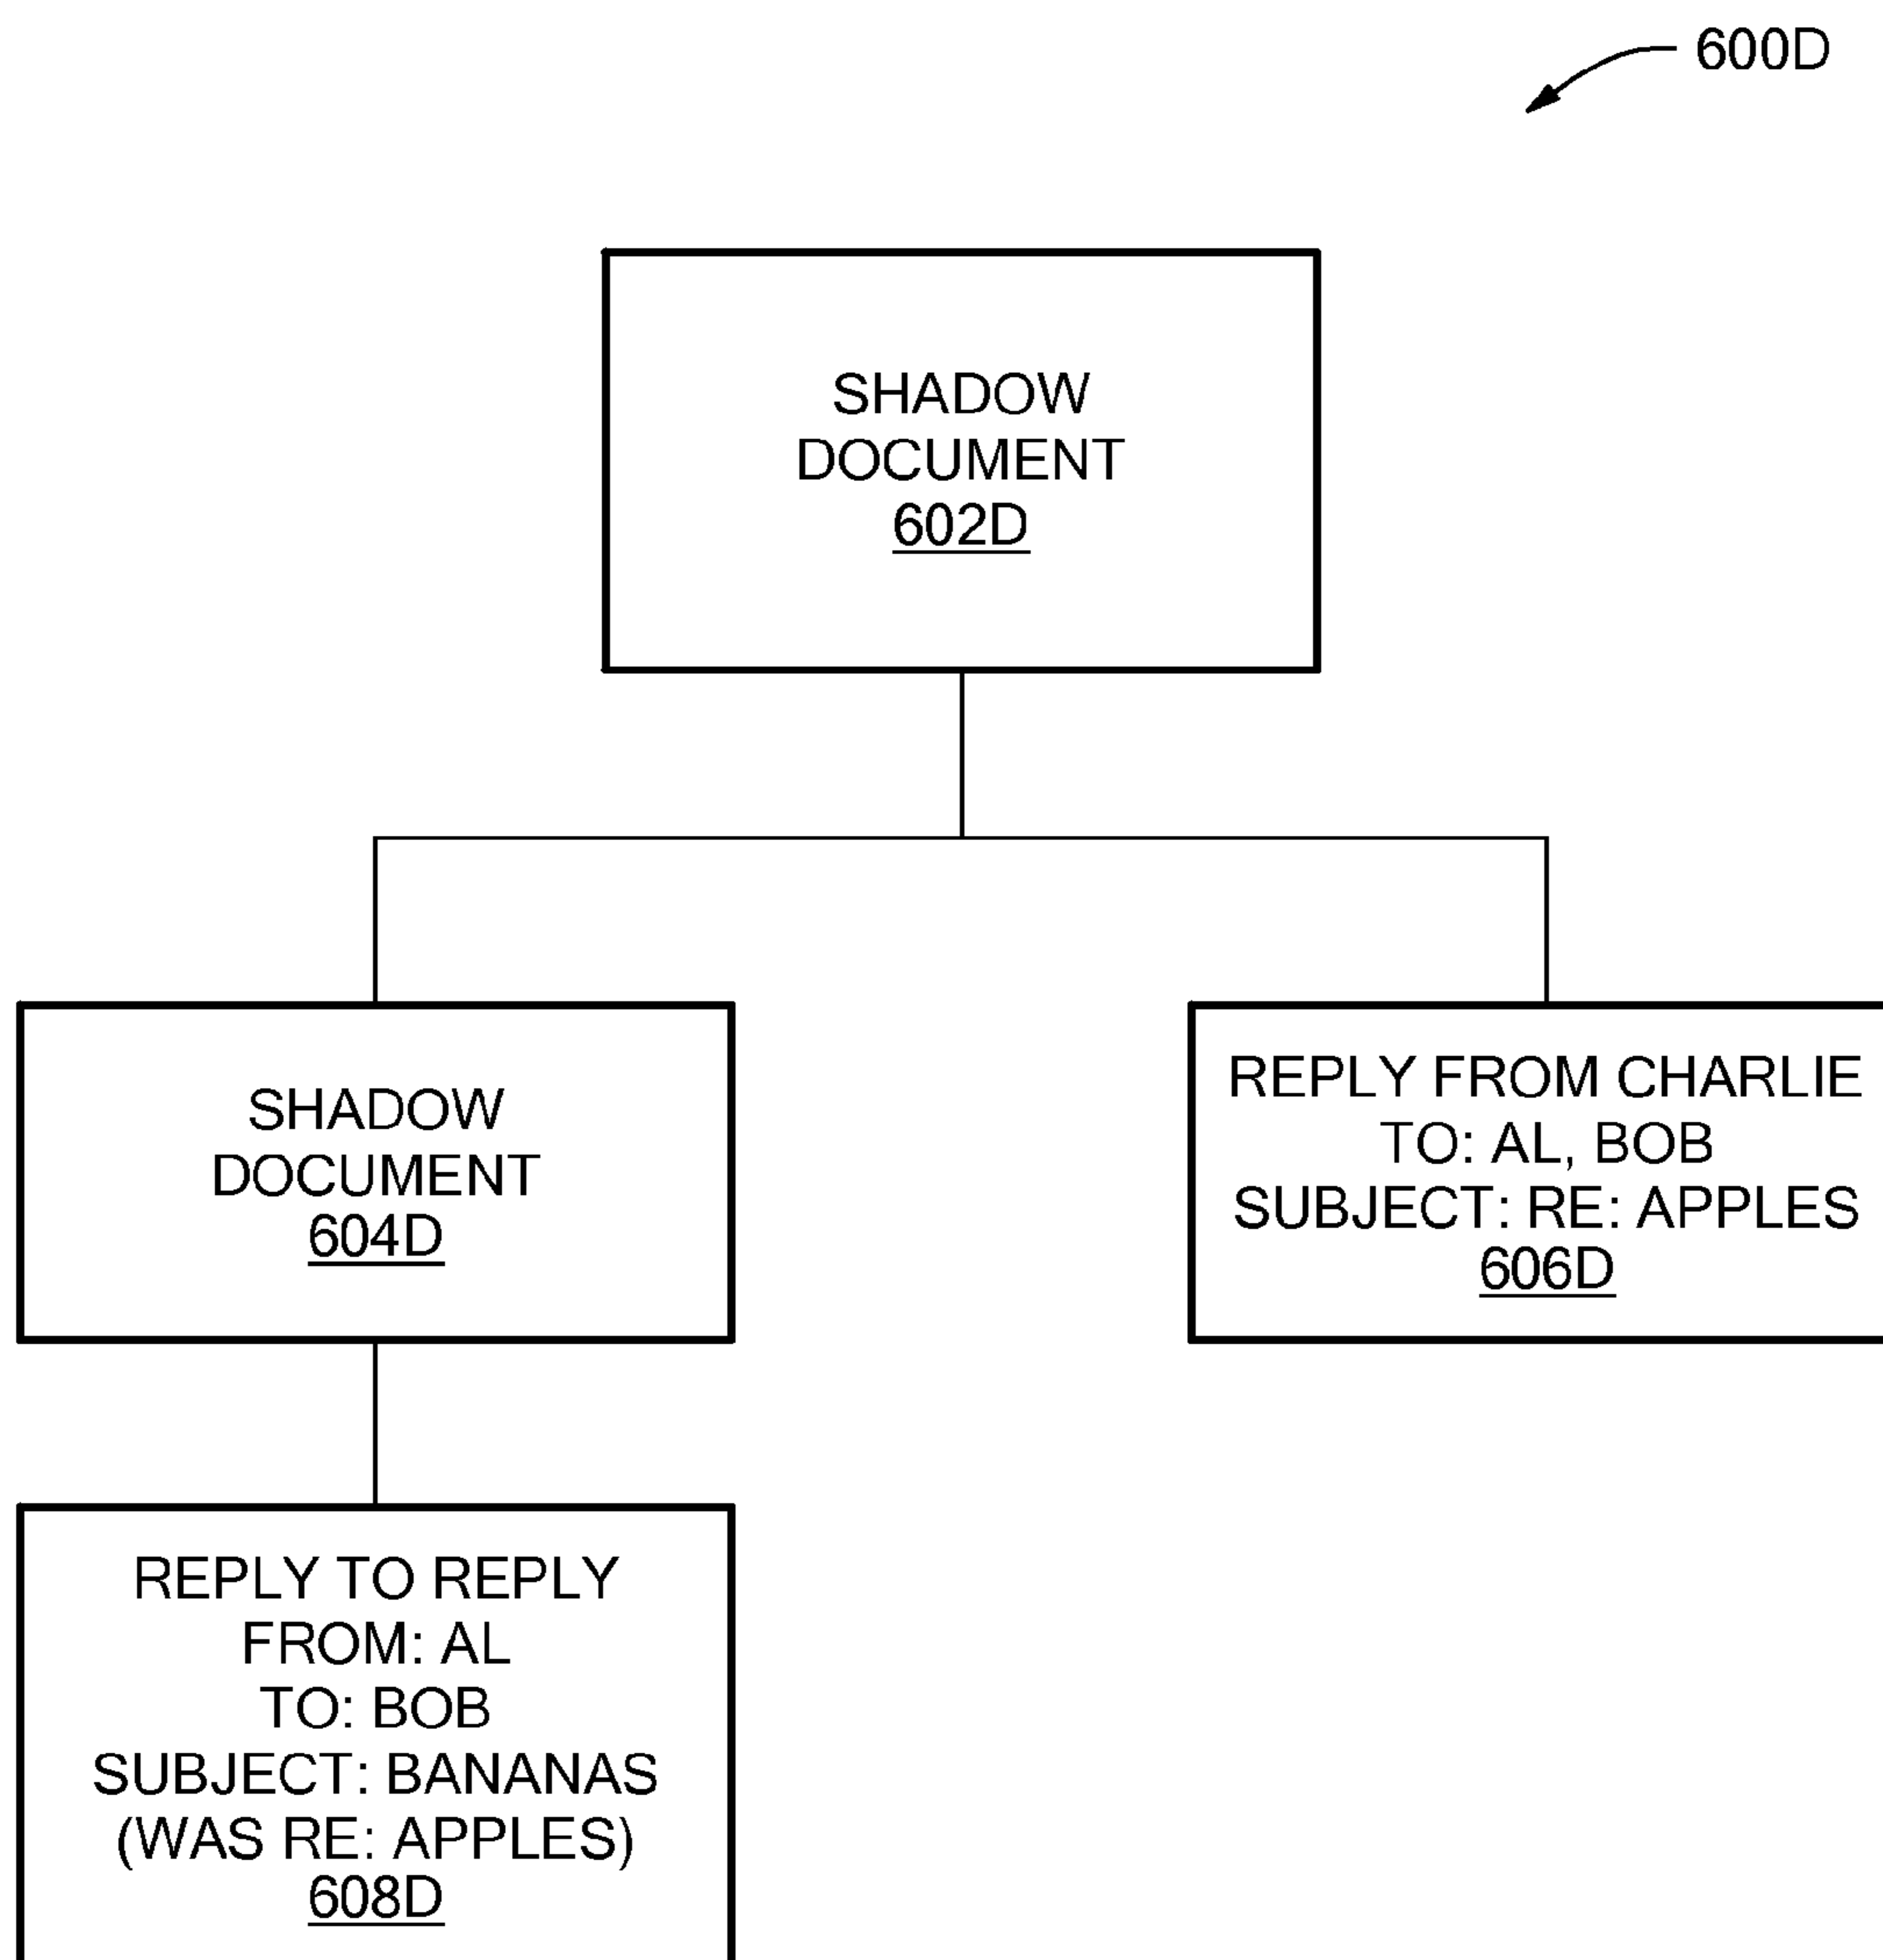 600D
SHADOW
DOCUMENT
602D
SHADOW
DOCUMENT
604D
REPLY FROM CHARLIE
TO: AL, BOB
SUBJECT: RE: APPLES
606D
REPLY TO REPLY
FROM: AL
TO: BOB
SUBJECT: BANANAS
(WAS RE: APPLES)
608D